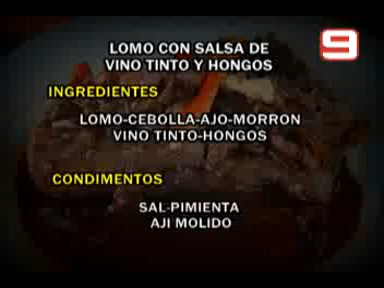 9
LOMO CON SALSA DE
VINO TINTO Y HONGOS
INGREDIENTES
LOMO-CEBOLLA-AJO-MORRON
VINO TINTO-HONGOS
CONDIMENTOS
SAL-PIMIENTA
AJI MOLIDO